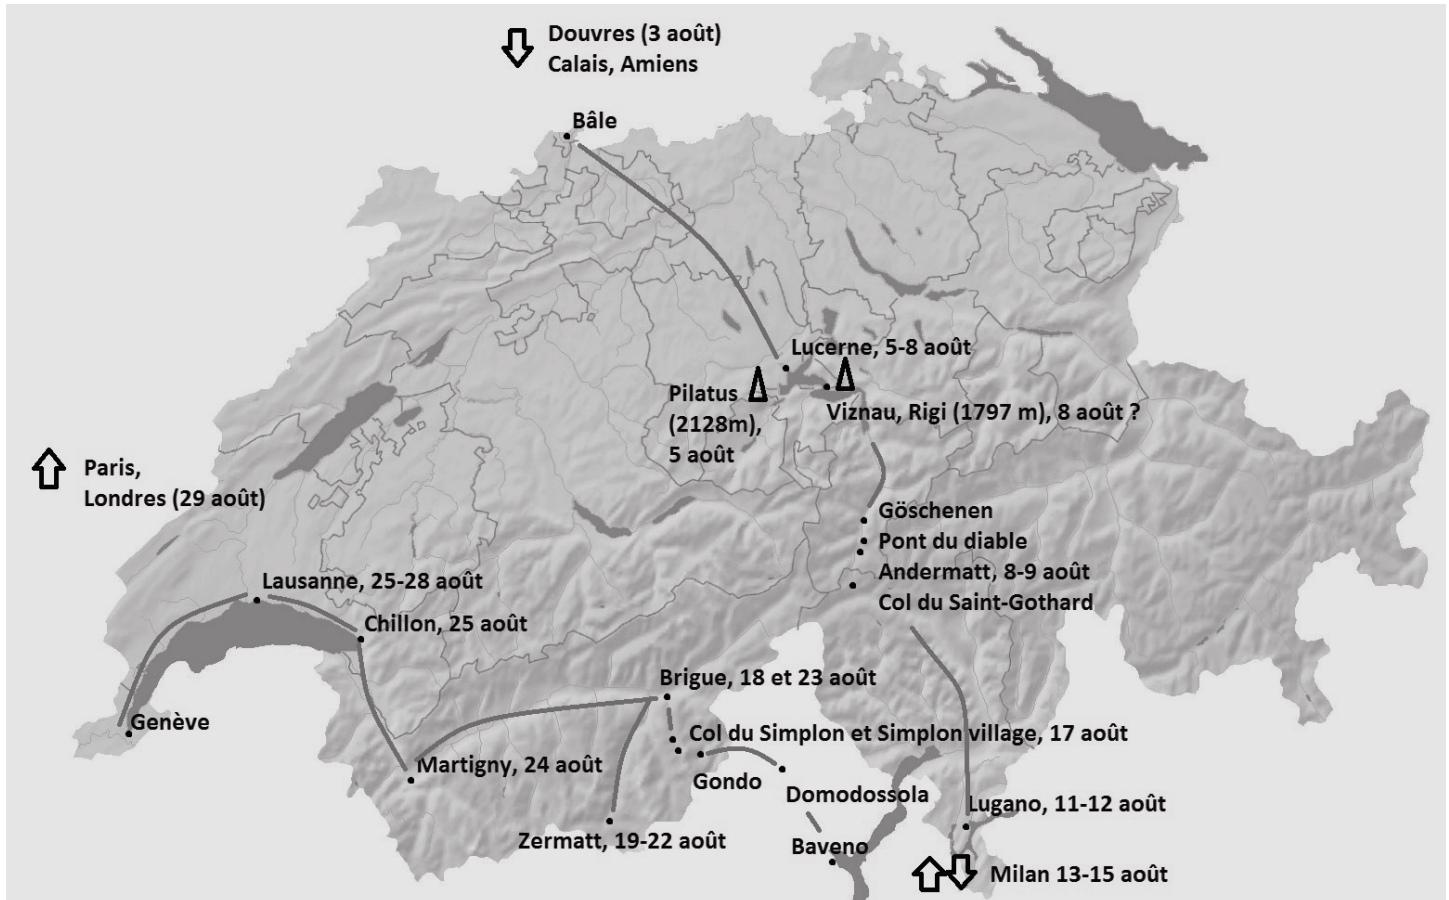 Douvres (3 août)
Calais, Amiens
Bâle
Lucerne, 5-8 août
Pilatus
(2128m),
5 août
Viznau, Rigi (1797 m), 8 août ?
Paris,
Londres (29 août)
Göschenen
Pont du diable
Andermatt, 8-9 août
Col du Saint-Gothard
Lausanne, 25-28 août
Chillon, 25 août
Brigue, 18 et 23 août
Genève
Col du Simplon et Simplon village, 17 août
Martigny, 24 août
Gondo
Domodossola
Lugano, 11-12 août
Zermatt, 19-22 août
Baveno
Milan 13-15 août